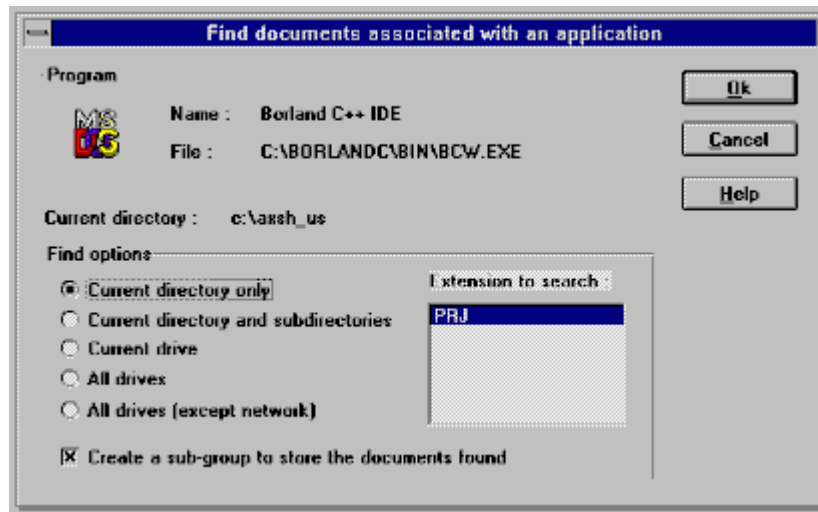 Find documents associated with an application
Program
MS
DOS
Name : Borland C++ IDE
File : C:\BORLANDC\BIN\BCW.EXE
Ok
Cancel
Help
Current directory : c:\axsh_us
Find options
Current directory only
Current directory and subdirectories
Current drive
All drives
All drives (except network)
Extension to search :
PRJ
Create a sub-group to store the documents found